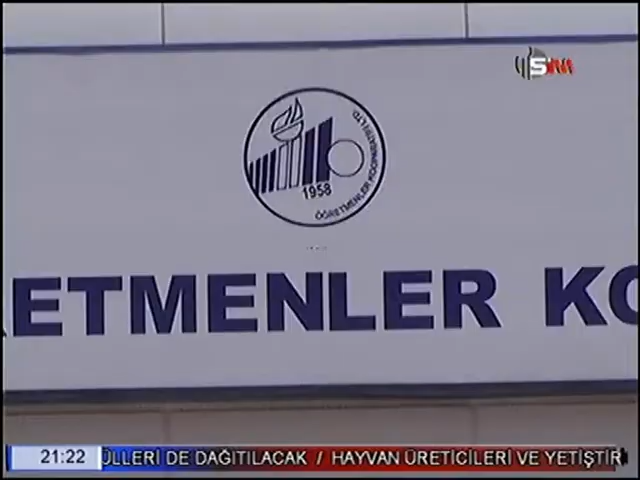 SİM
ÖĞRETMENLER KOOPERATİFİ LTD.
1958
ETMENLER KO
21:22 ÜLLERİ DE DAĞITILACAK / HAYVAN ÜRETİCİLERİ VE YETİŞTİR